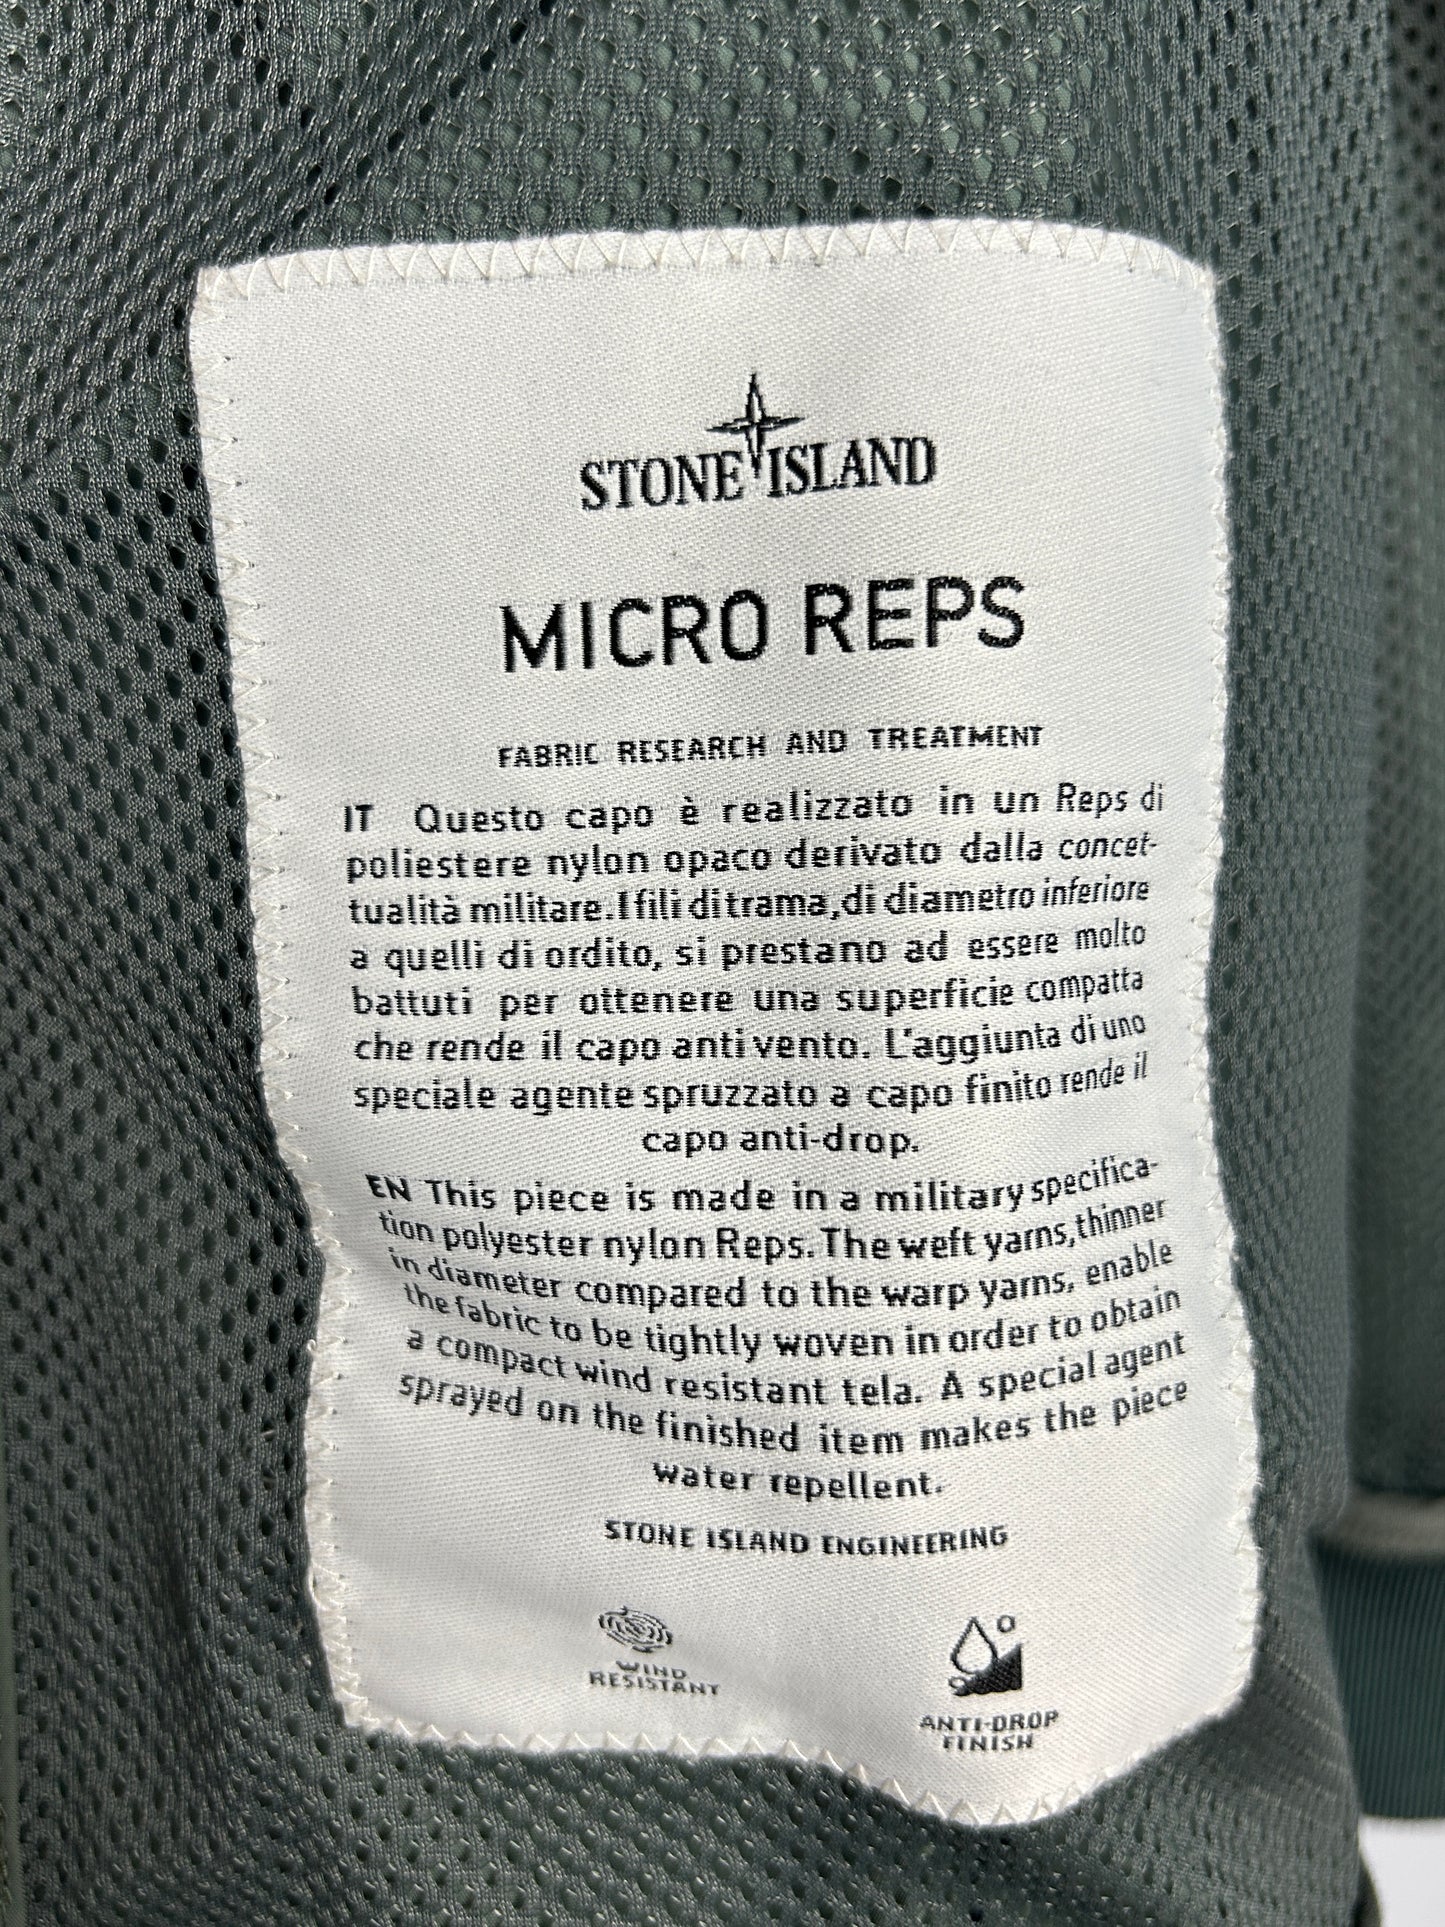 STONE ISLAND
MICRO REPS
FABRIC RESEARCH AND TREATMENT
IT Questo capo è realizzato in un Reps di
poliestere nylon opaco derivato dalla concet-
tualità militare. I fili di trama, di diametro inferiore
a quelli di ordito, si prestano ad essere molto
battuti per ottenere una superficie compatta
che rende il capo anti vento. L'aggiunta di uno
speciale agente spruzzato a capo finito rende il
capo anti-drop.
EN This piece is made in a military specifica-
tion polyester nylon Reps. The weft yarns, thinner
in diameter compared to the warp yarns, enable
the fabric to be tightly woven in order to obtain
a compact wind resistant tela. A special agent
sprayed on the finished item makes the piece
water repellent.
STONE ISLAND ENGINEERING
WIND
RESISTANT
ANTI-DROP
FINISH